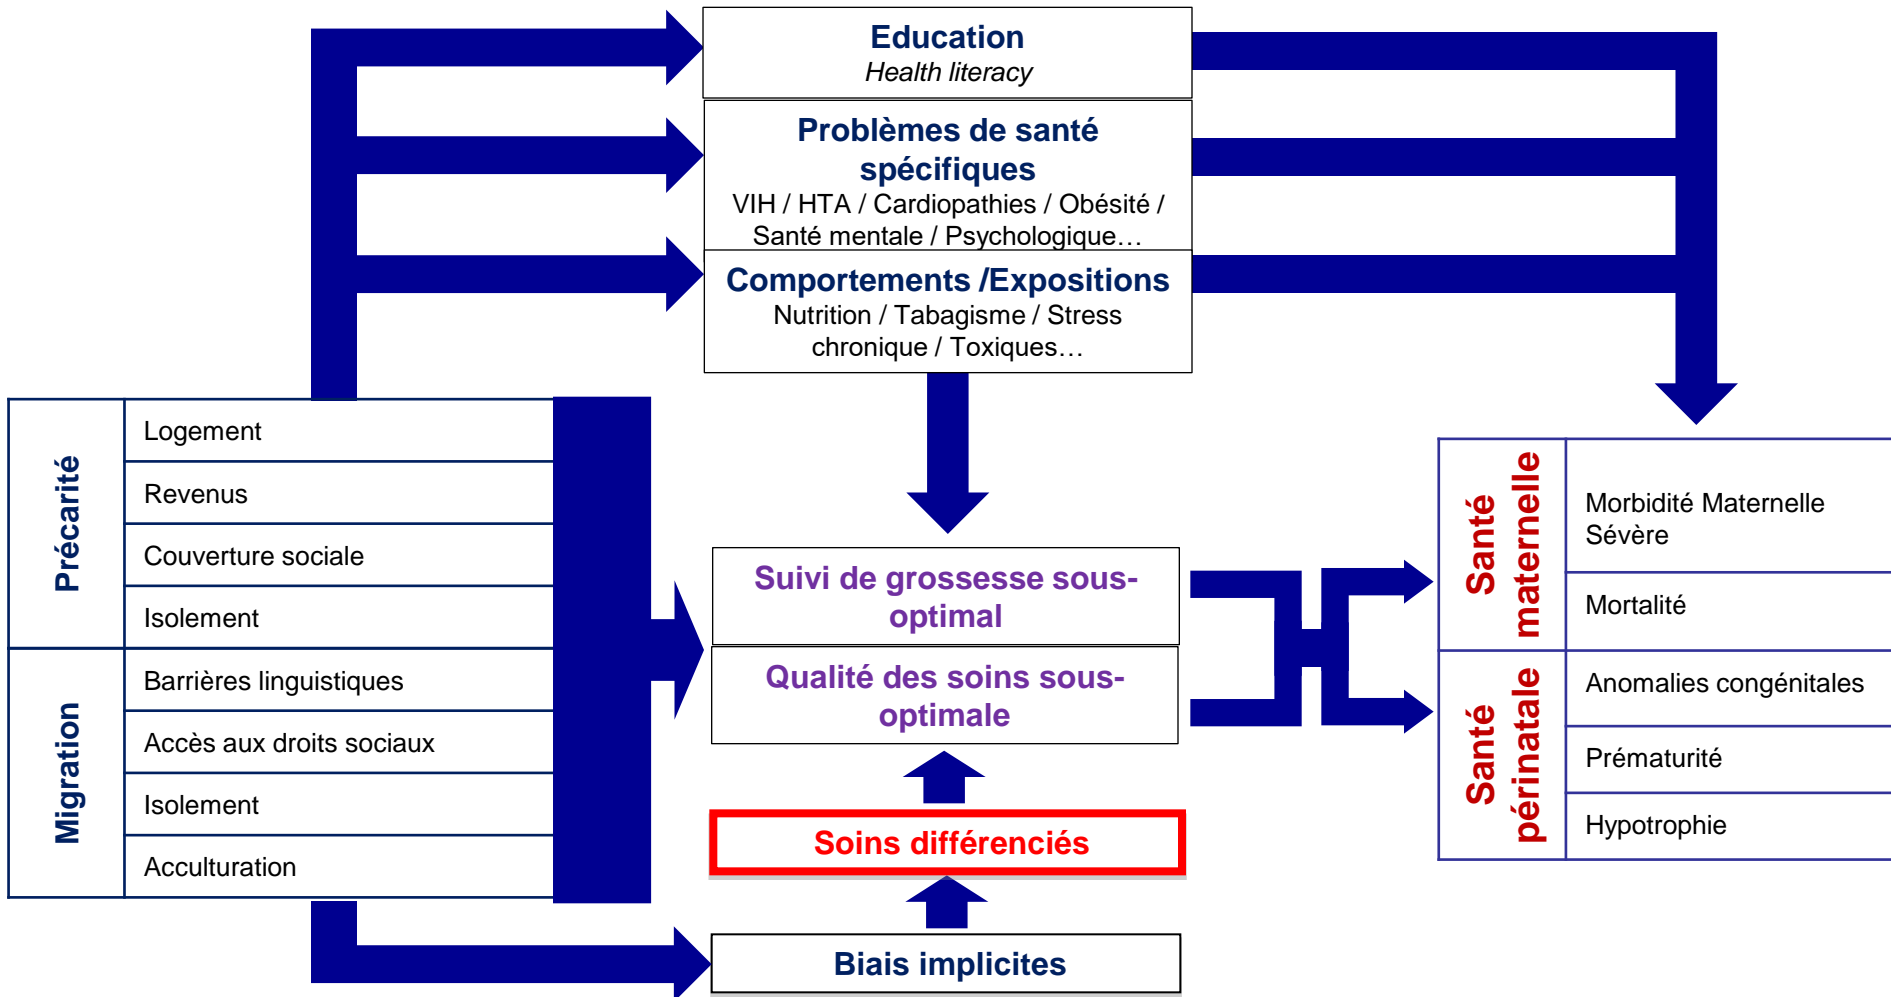 Education
Health literacy
Problèmes de santé
spécifiques
VIH / HTA / Cardiopathies / Obésité /
Santé mentale / Psychologique…
Comportements /Expositions
Nutrition / Tabagisme / Stress
chronique / Toxiques…
Précarité
Logement
Revenus
Couverture sociale
Isolement
Migration
Barrières linguistiques
Accès aux droits sociaux
Isolement
Acculturation
Suivi de grossesse sous-
optimal
Qualité des soins sous-
optimale
Soins différenciés
Biais implicites
Santé
maternelle
Morbidité Maternelle
Sévère
Mortalité
Santé
périnatale
Anomalies congénitales
Prématurité
Hypotrophie